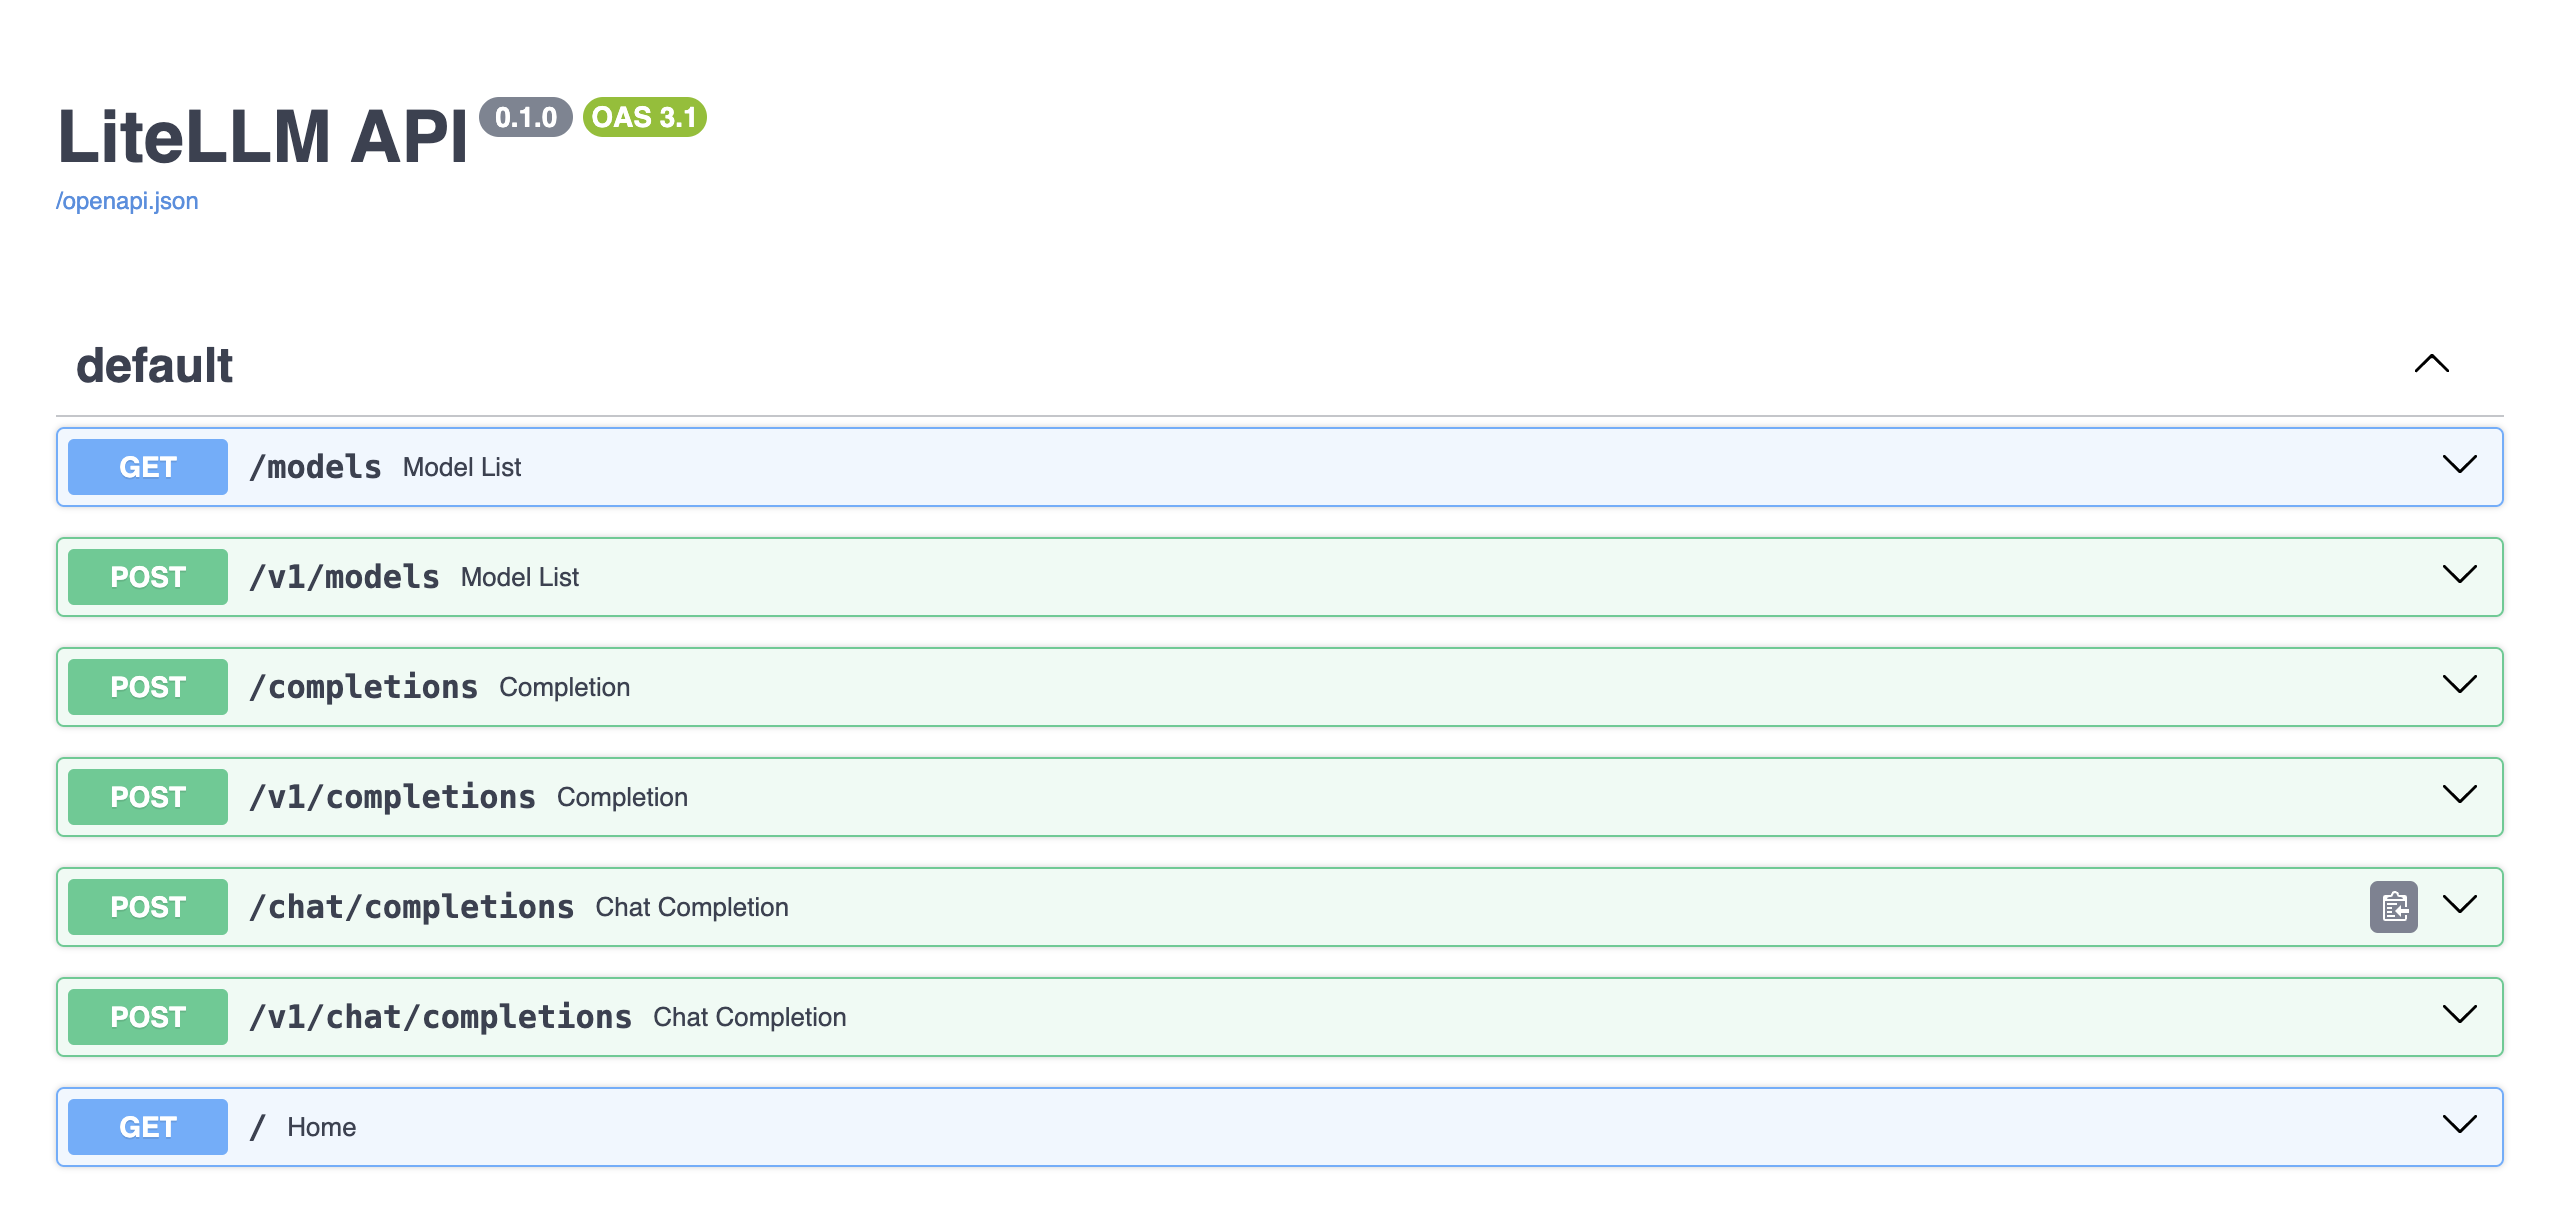 LiteLLM API 0.1.0 OAS 3.1
/openapi.json
default
GET /models Model List
POST /v1/models Model List
POST /completions Completion
POST /v1/completions Completion
POST /chat/completions Chat Completion
POST /v1/chat/completions Chat Completion
GET / Home